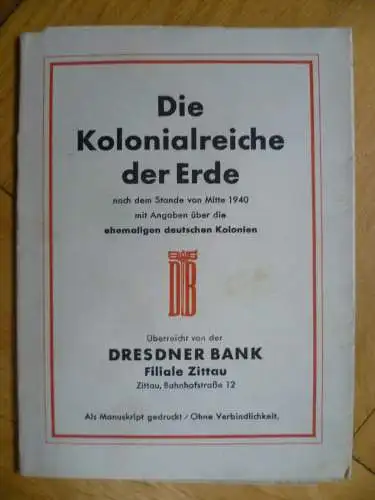 Die
Kolonialreiche
der Erde
nach dem Stande von Mitte 1940
mit Angaben über die
ehemaligen deutschen Kolonien
DB
Überreicht von der
DRESDNER BANK
Filiale Zittau
Zittau, Bahnhofstraße 12
Als Manuskript gedruckt / Ohne Verbindlichkeit.